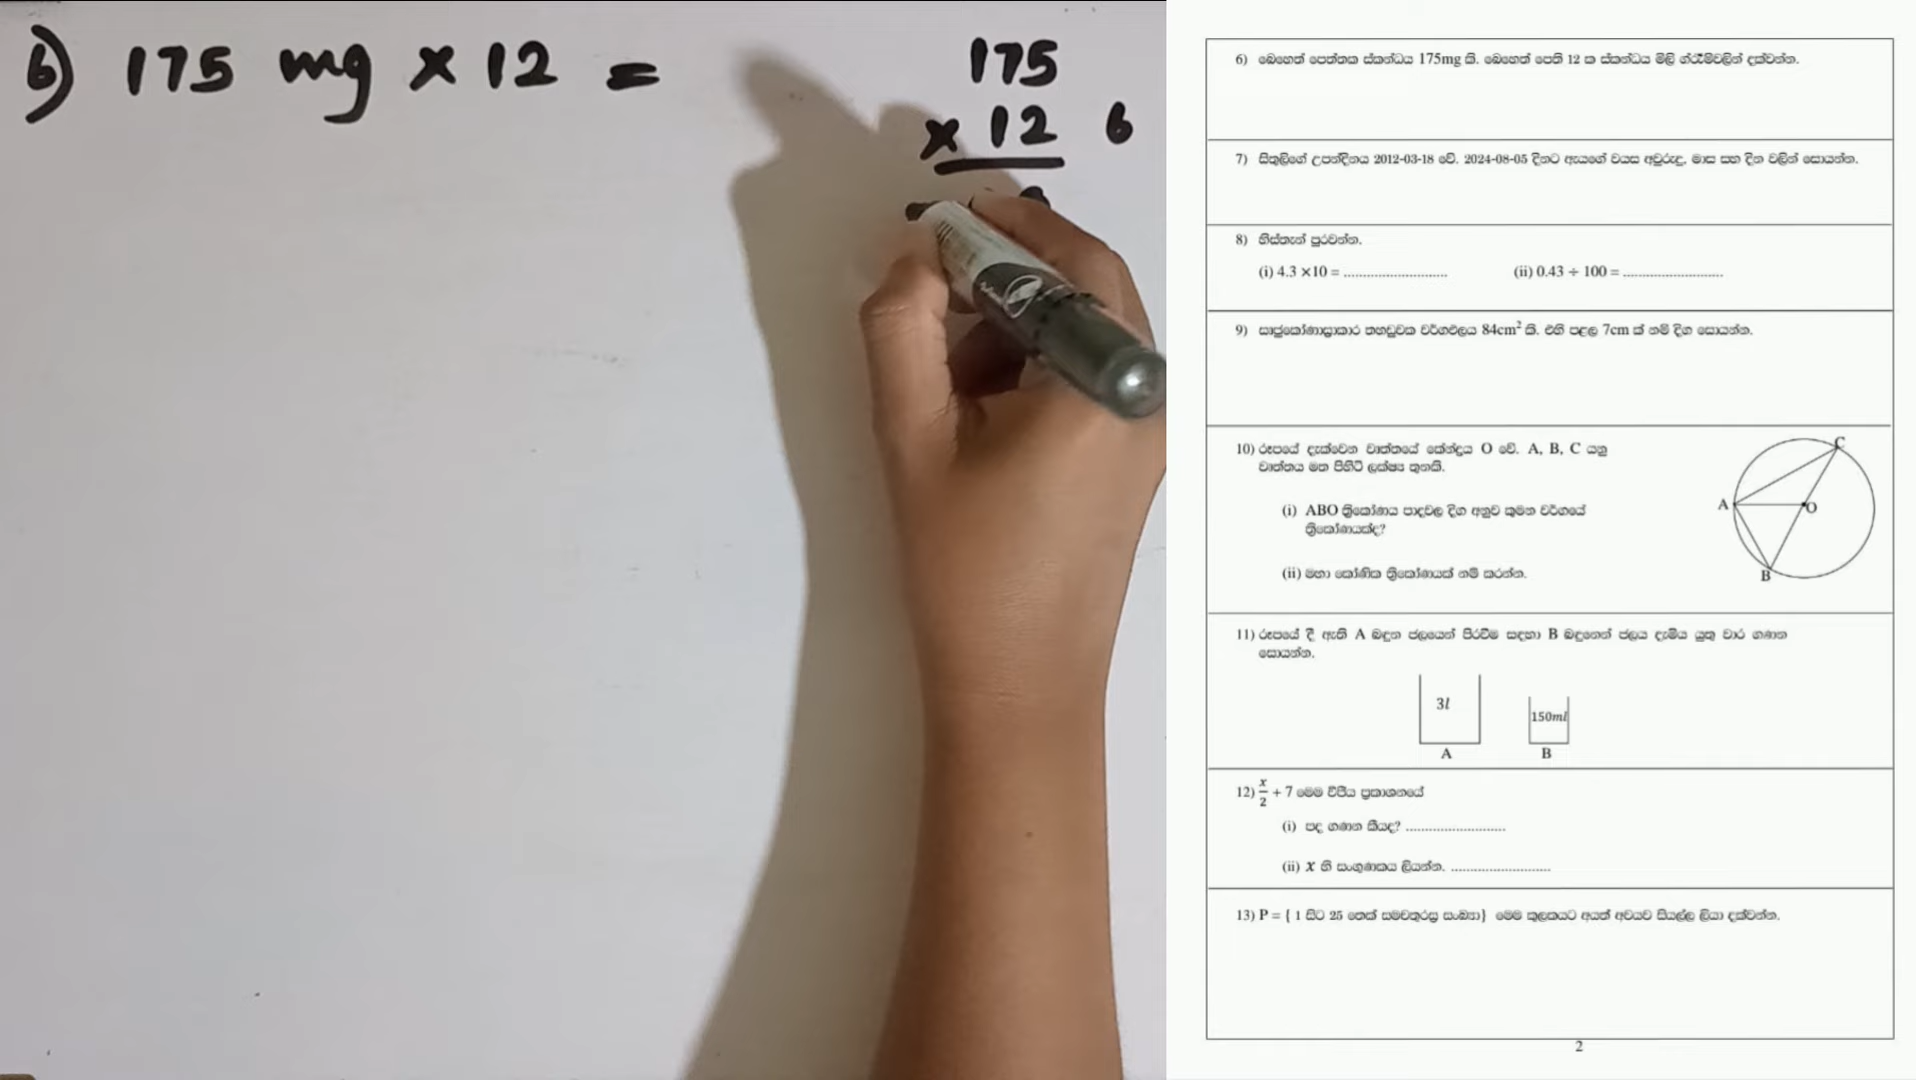 6) 175 mg × 12 =
175
× 12 6
6) බෙහෙත් පෙත්තක ස්කන්ධය 175mg කි. බෙහෙත් පෙති 12 ක ස්කන්ධය මිලි ග්රෑම්වලින් දක්වන්න.
7) සිතුලිගේ උපන්දිනය 2012-03-18 වේ. 2024-08-05 දිනට ඇයගේ වයස අවුරුදු, මාස සහ දින වලින් සොයන්න.
8) හිස්තැන් පුරවන්න.
(i) 4.3 ×10 = ............................ (ii) 0.43 ÷ 100 = ...........................
9) සෘජුකෝණාස්‍රාකාර තහඩුවක වර්ගඵලය 84cm² කි. එහි පළල 7cm ක් නම් දිග සොයන්න.
10) රූපයේ දැක්වෙන වෘත්තයේ කේන්ද්‍රය O වේ. A, B, C යනු
වෘත්තය මත පිහිටි ලක්ෂ්‍ය තුනකි.
C
(i) ABO ත්‍රිකෝණය පාදවල දිග අනුව කුමන වර්ගයේ
A O
ත්‍රිකෝණයක්ද?
(ii) මහා කෝණික ත්‍රිකෝණයක් නම් කරන්න.
B
11) රූපයේ දී ඇති A බඳුන ජලයෙන් පිරවීම සඳහා B බඳුනෙන් ජලය දැමිය යුතු වාර ගණන
සොයන්න.
3l 150ml
A B
12) x/2 + 7 මෙම වීජීය ප්‍රකාශනයේ
(i) පද ගණන කීයද? ...........................
(ii) x හි සංගුණකය ලියන්න. ...........................
13) P = { 1 සිට 25 තෙක් සමචතුරස්‍ර සංඛ්‍යා} මෙම කුලකයට අයත් අවයව සියල්ල ලියා දක්වන්න.
2